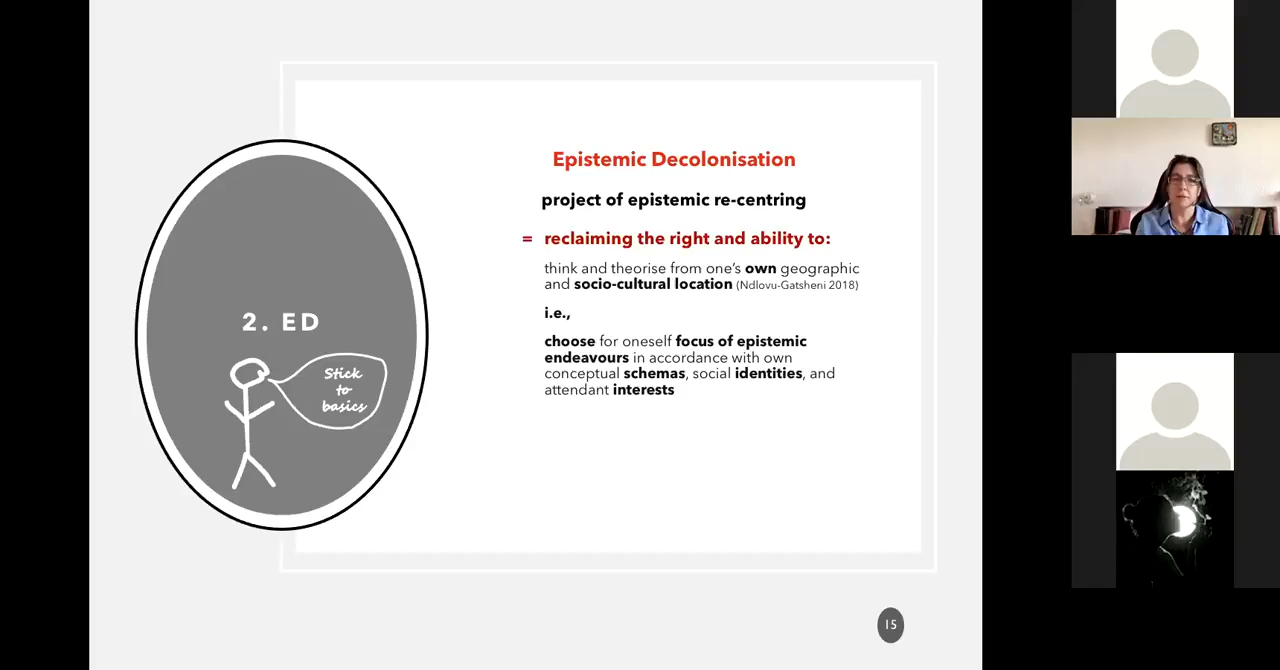 Epistemic Decolonisation
project of epistemic re-centring
= reclaiming the right and ability to:
think and theorise from one's own geographic
and socio-cultural location (Ndlovu-Gatsheni 2018)
i.e.,
choose for oneself focus of epistemic
endeavours in accordance with own
conceptual schemas, social identities, and
attendant interests
2. ED
Stick
to
basics
15